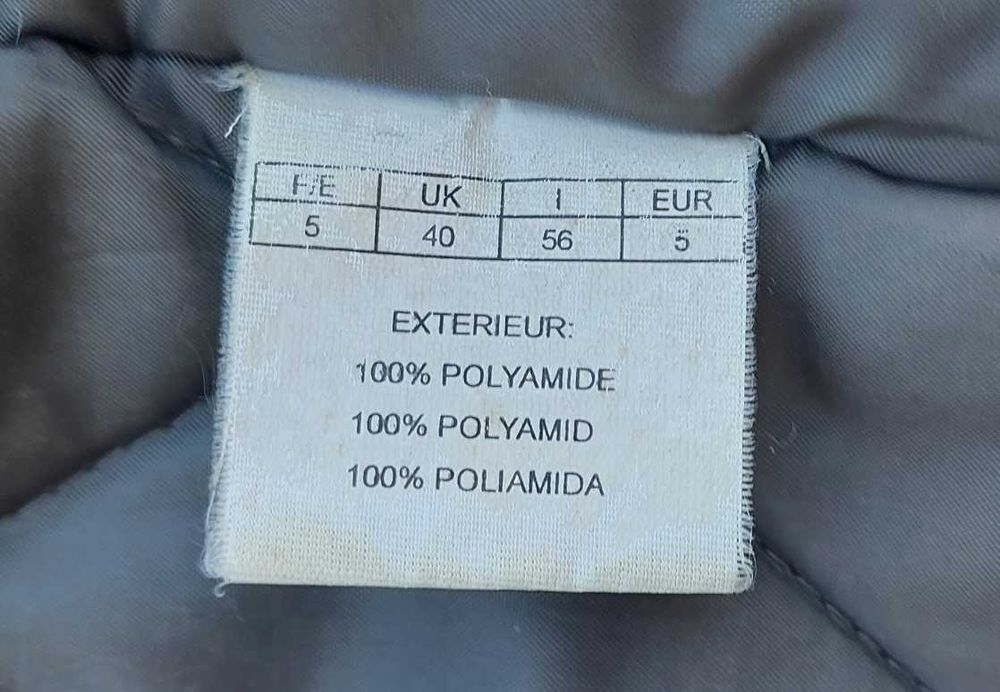 F/E UK I EUR
5 40 56 5
EXTERIEUR:
100% POLYAMIDE
100% POLYAMID
100% POLIAMIDA